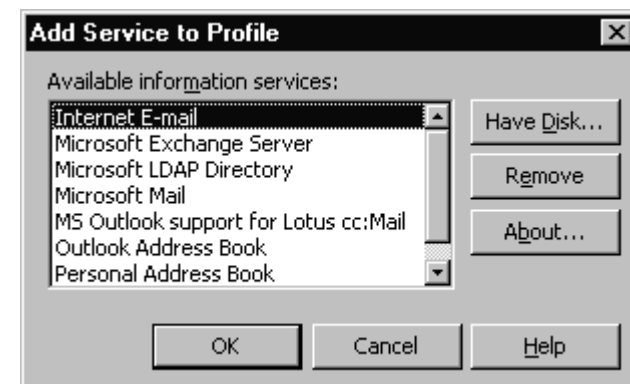 Add Service to Profile
Available information services:
Internet E-mail
Microsoft Exchange Server
Microsoft LDAP Directory
Microsoft Mail
MS Outlook support for Lotus cc:Mail
Outlook Address Book
Personal Address Book
Have Disk...
Remove
About...
OK
Cancel
Help